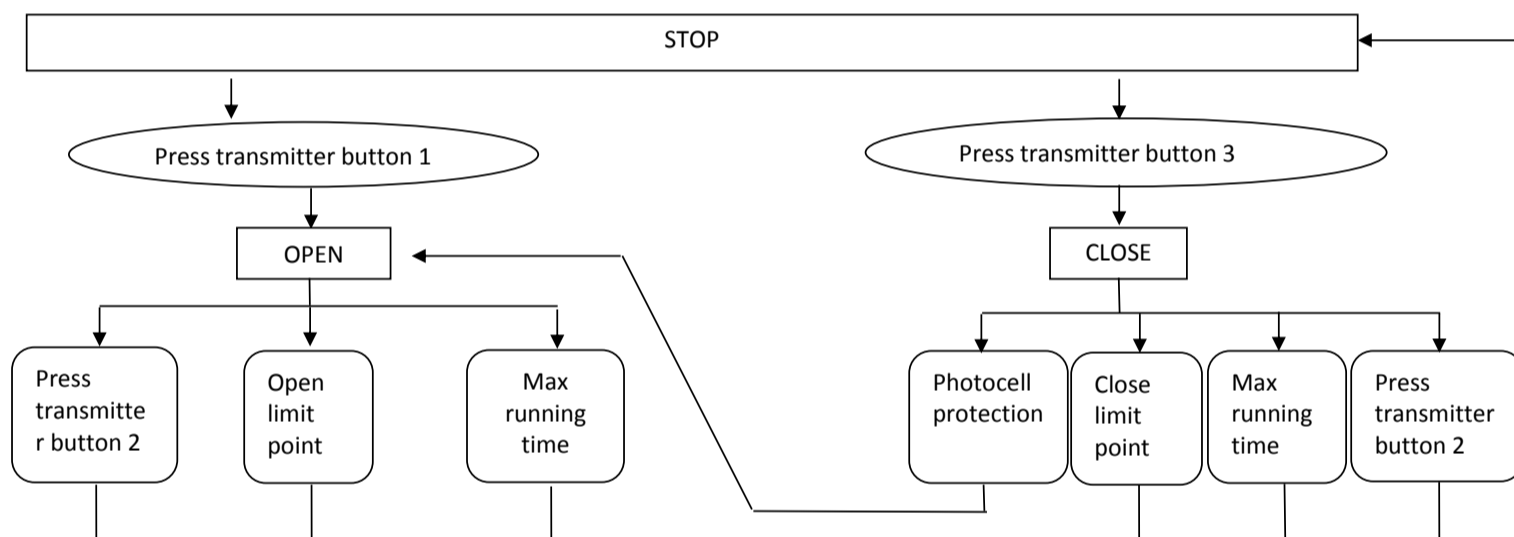 STOP
Press transmitter button 1
Press transmitter button 3
OPEN
CLOSE
Press
transmitte
r button 2
Open
limit
point
Max
running
time
Photocell
protection
Close
limit
point
Max
running
time
Press
transmitter
button 2